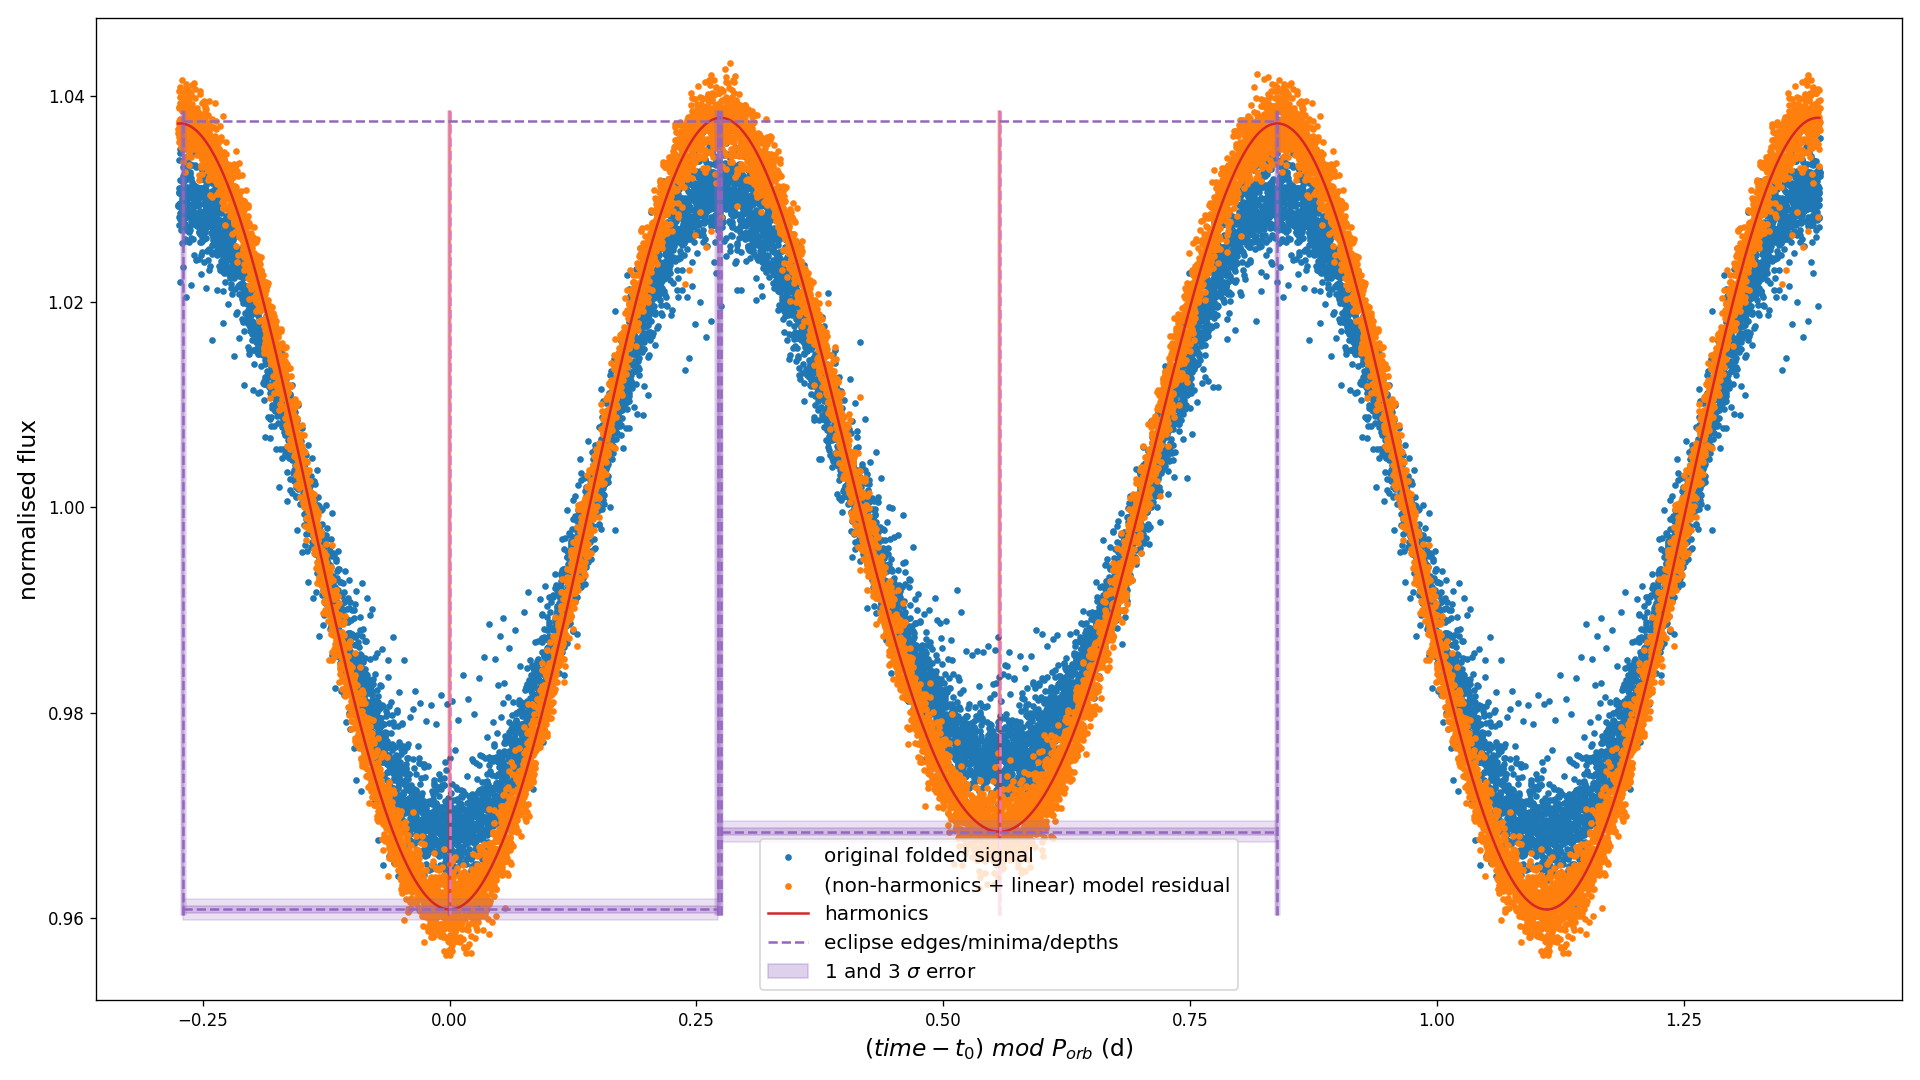 normalised flux
1.04
1.02
1.00
0.98
0.96
original folded signal
(non-harmonics + linear) model residual
harmonics
eclipse edges/minima/depths
1 and 3 σ error
−0.25
0.00
0.25
0.50
0.75
1.00
1.25
(time − t₀) mod P_orb (d)